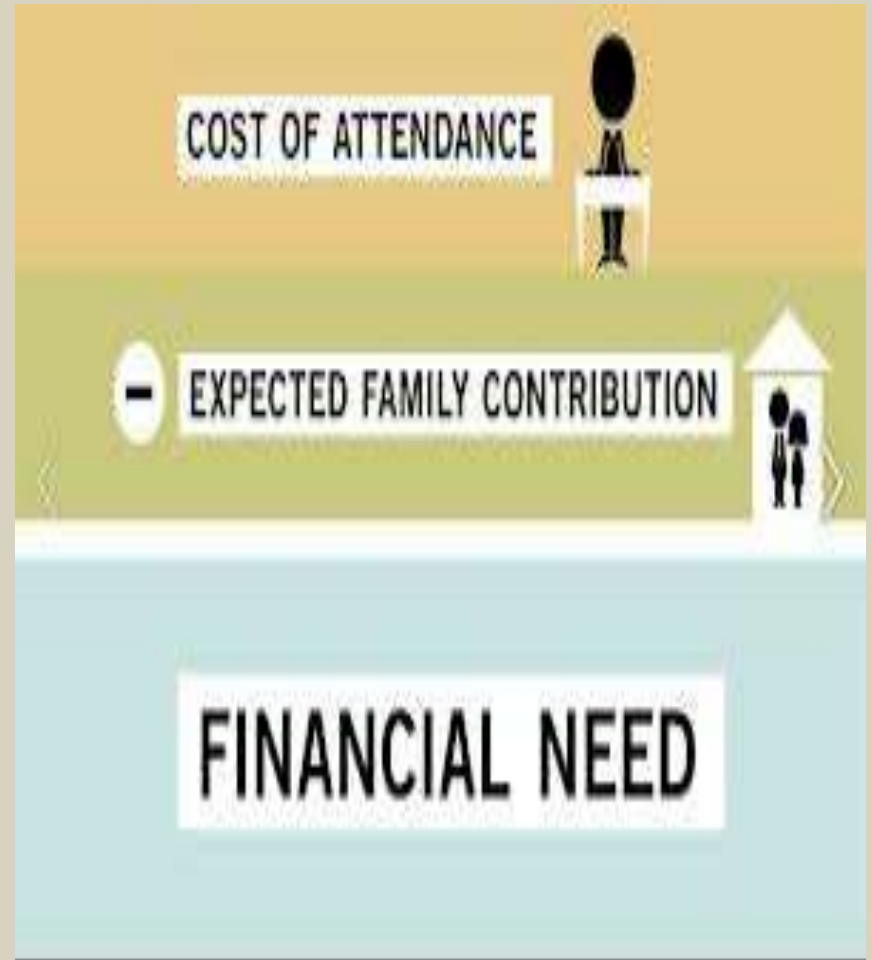 COST OF ATTENDANCE
− EXPECTED FAMILY CONTRIBUTION
FINANCIAL NEED